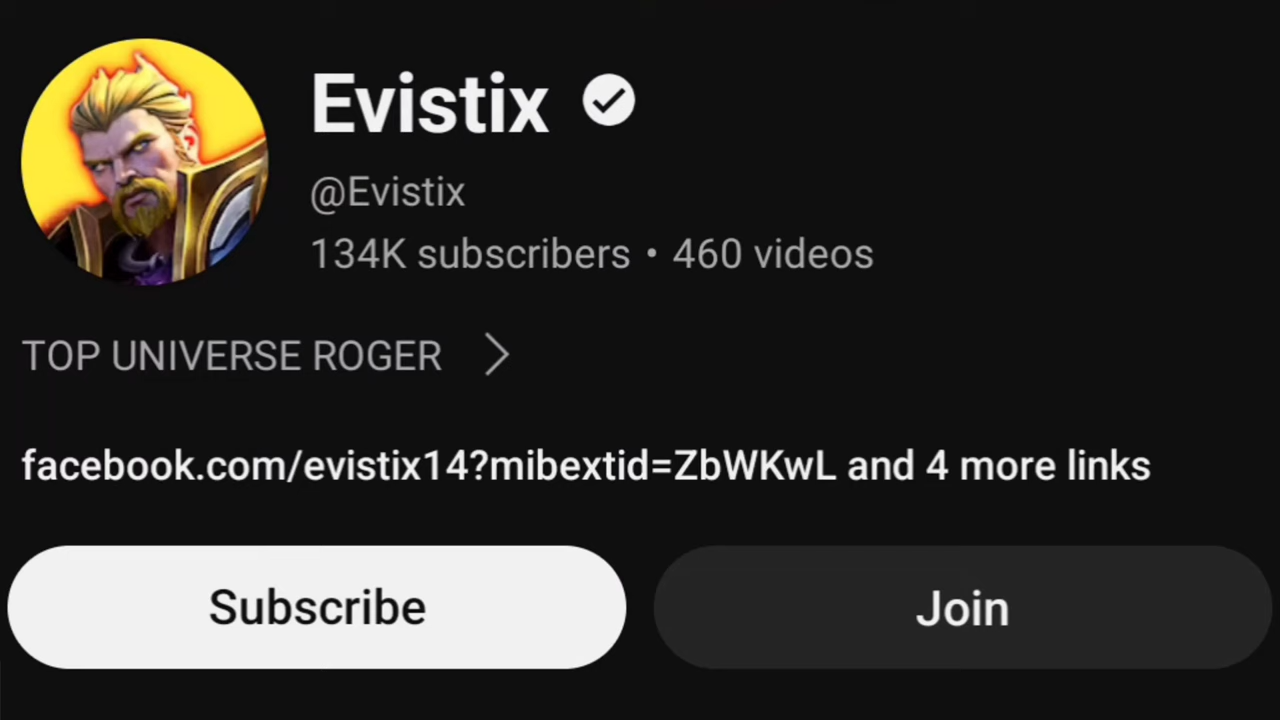 Evistix
@Evistix
134K subscribers • 460 videos
TOP UNIVERSE ROGER
facebook.com/evistix14?mibextid=ZbWKwL and 4 more links
Subscribe
Join